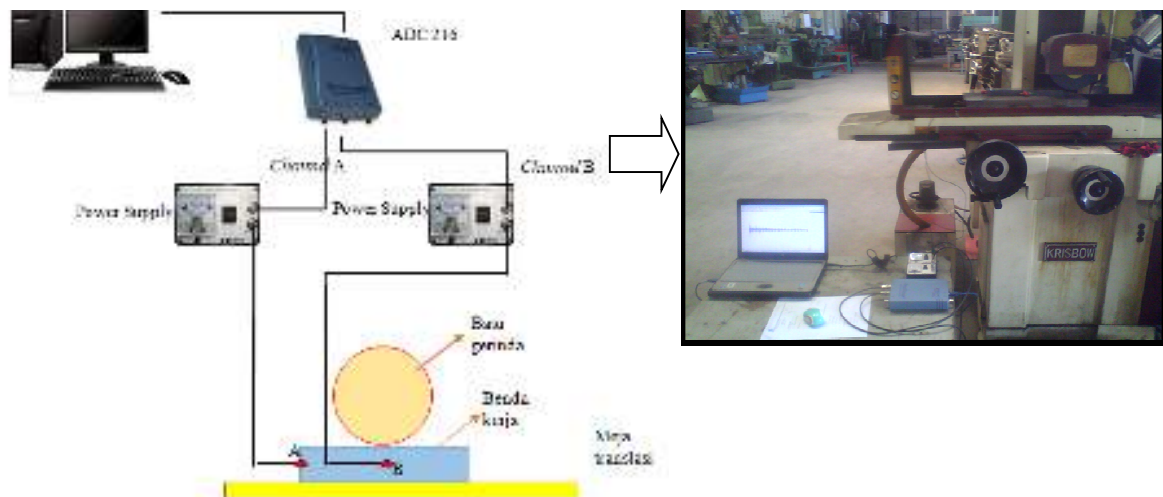 ADC 216
Channel A
Channel B
Power Supply
Power Supply
Batu
gerinda
Benda
kerja
A
B
Meja
translasi
KRISBOW